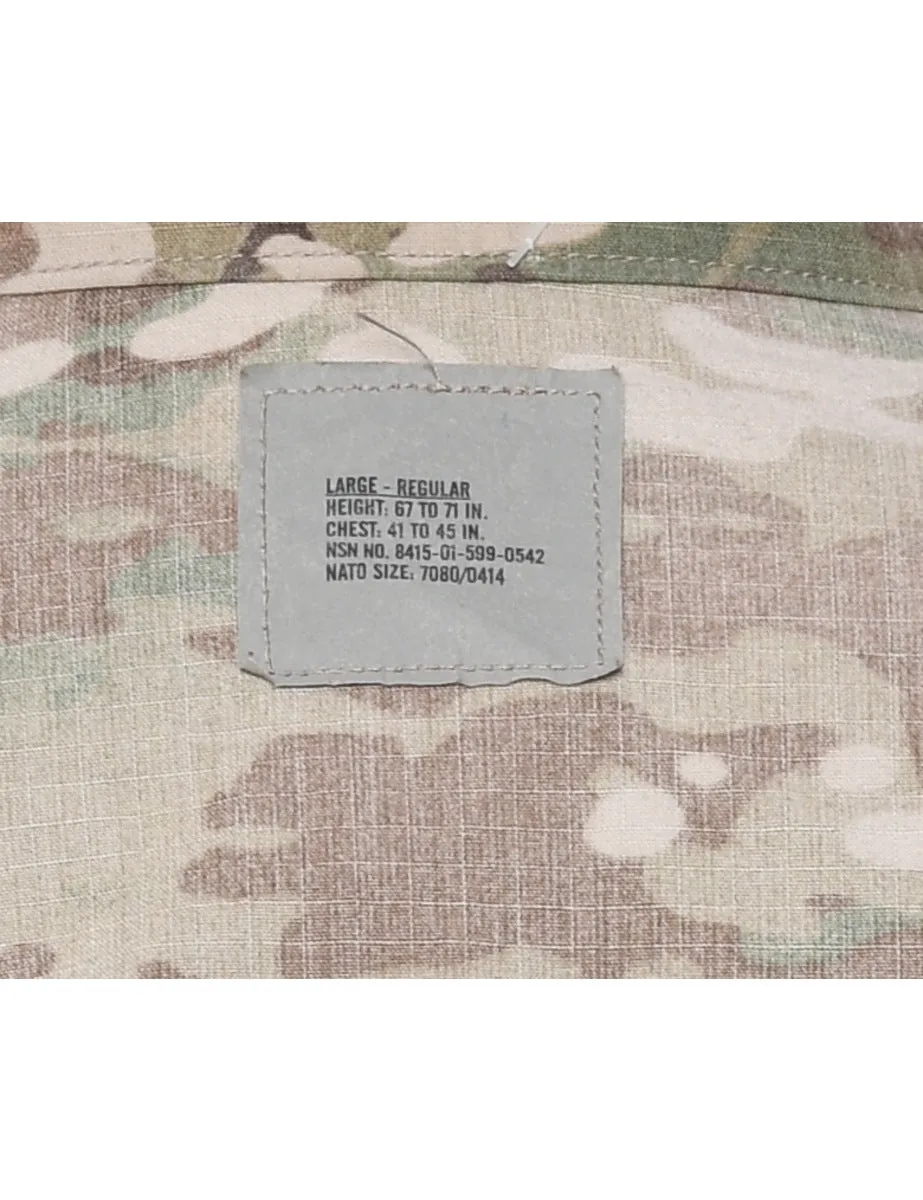 LARGE - REGULAR
HEIGHT: 67 TO 71 IN.
CHEST: 41 TO 45 IN.
NSN NO. 8415-01-599-0542
NATO SIZE: 7080/0414